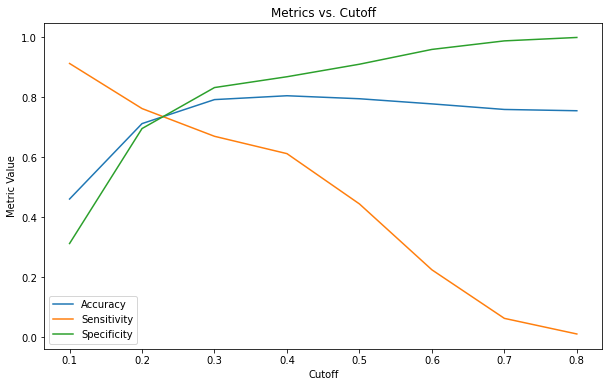 Metrics vs. Cutoff
Metric Value
1.0
0.8
0.6
0.4
0.2
0.0
Accuracy
Sensitivity
Specificity
0.1 0.2 0.3 0.4 0.5 0.6 0.7 0.8
Cutoff